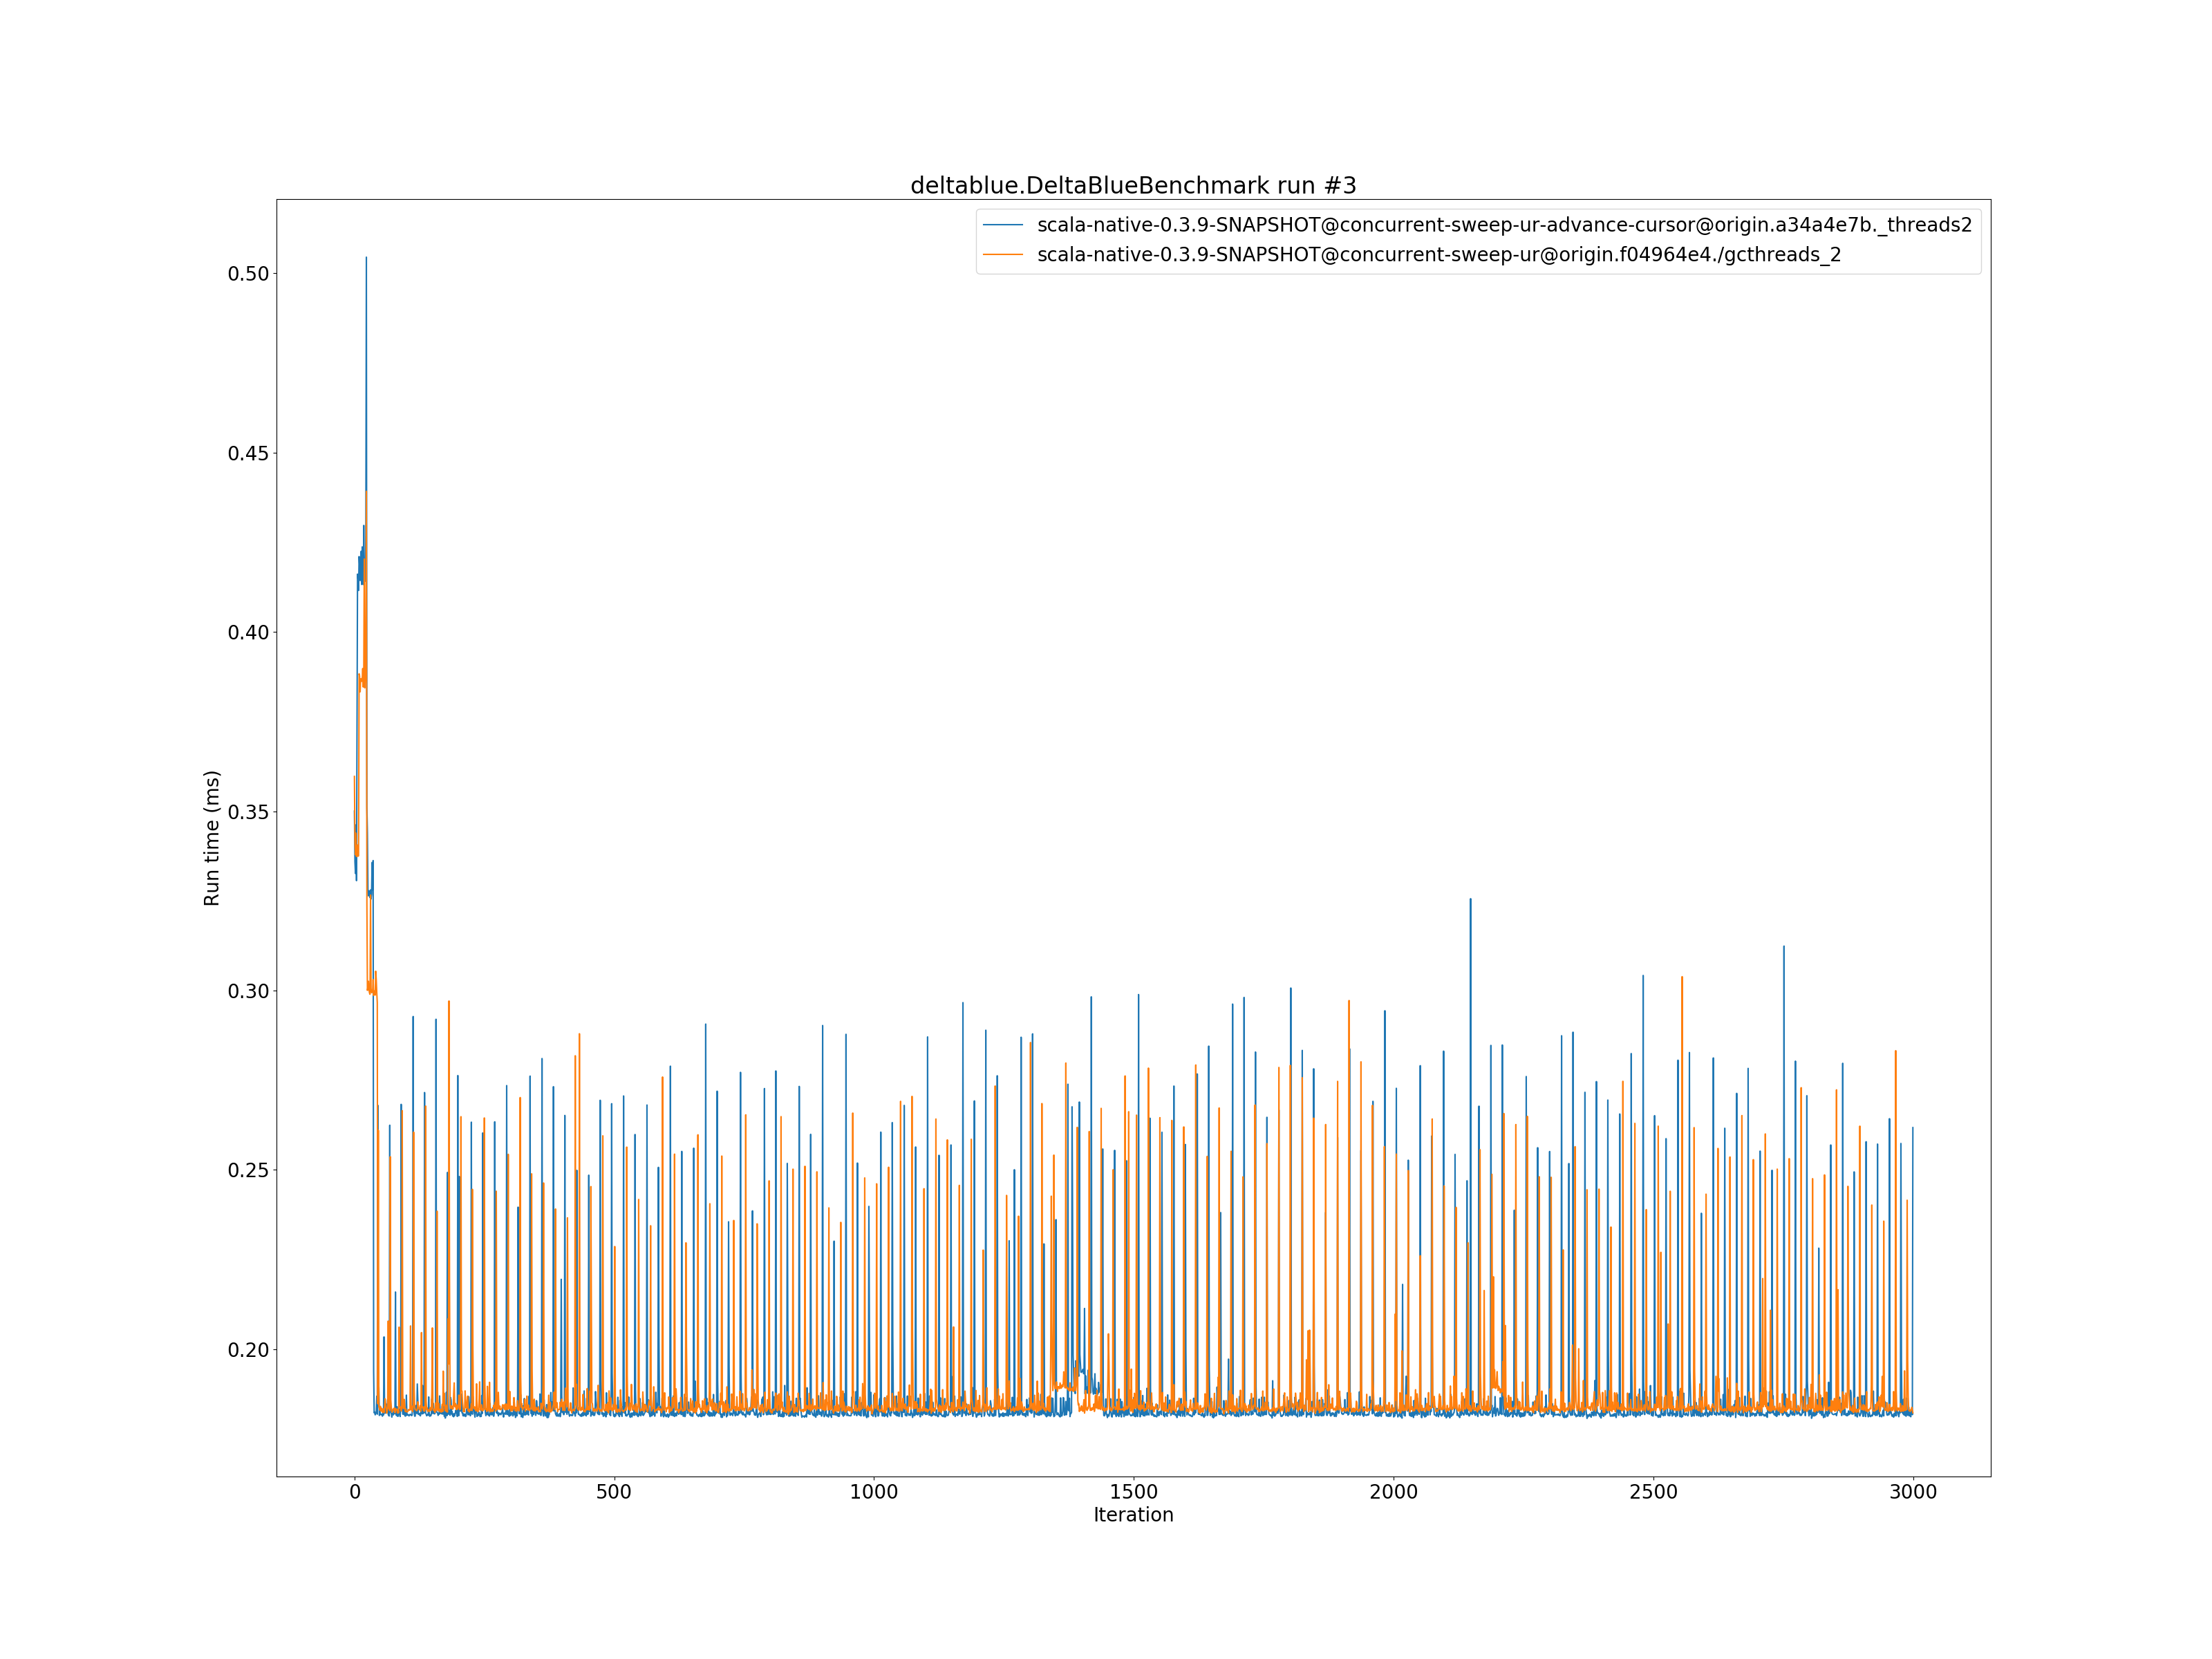 deltablue.DeltaBlueBenchmark run #3
scala-native-0.3.9-SNAPSHOT@concurrent-sweep-ur-advance-cursor@origin.a34a4e7b._threads2
scala-native-0.3.9-SNAPSHOT@concurrent-sweep-ur@origin.f04964e4./gcthreads_2
0.50
0.45
0.40
0.35
0.30
0.25
0.20
Run time (ms)
0 500 1000 1500 2000 2500 3000
Iteration